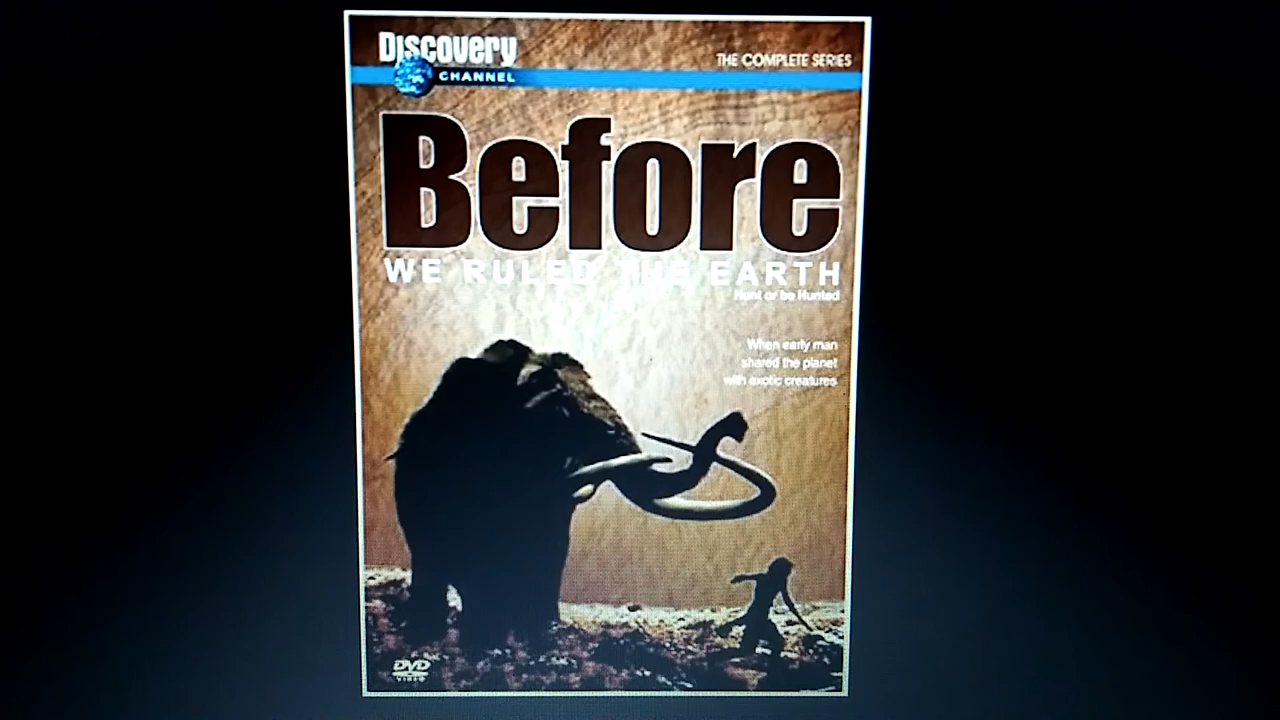 Discovery
CHANNEL
THE COMPLETE SERIES
Before
WE RULED THE EARTH
Hunt or be Hunted
When early man
shared the planet
with exotic creatures
DVD
VIDEO